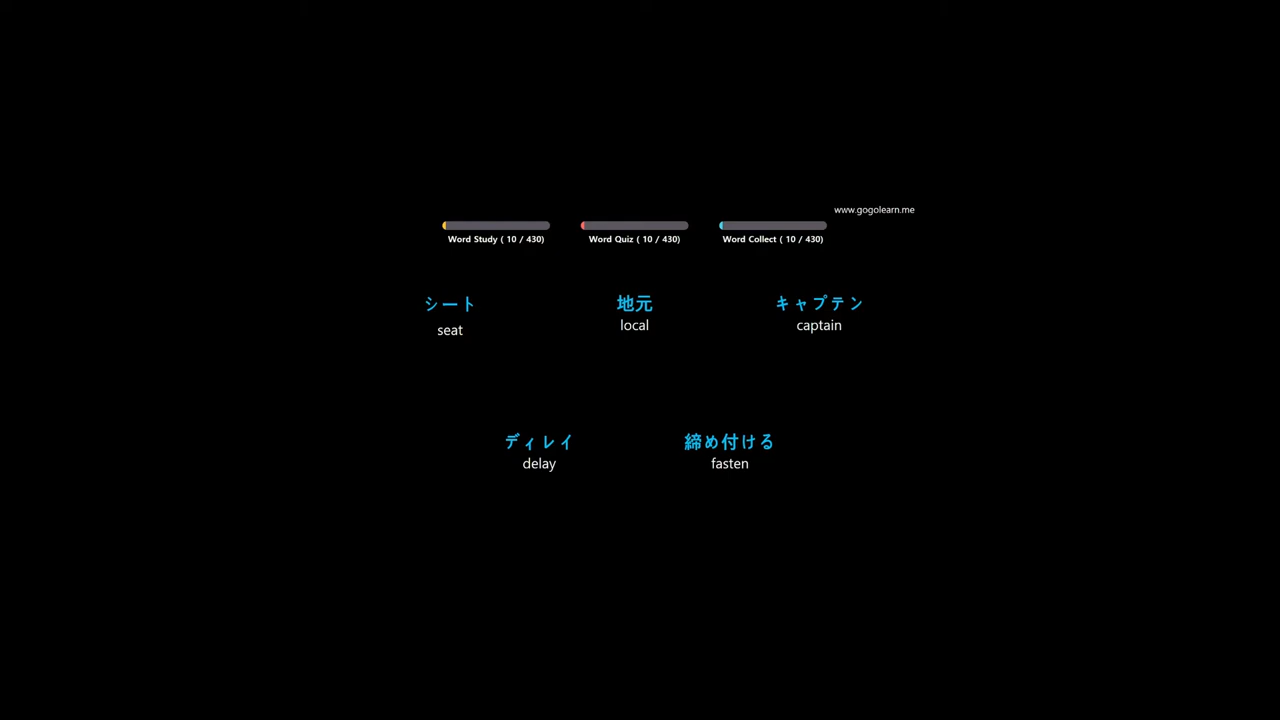 www.gogolearn.me
Word Study ( 10 / 430)
Word Quiz ( 10 / 430)
Word Collect ( 10 / 430)
シート
seat
地元
local
キャプテン
captain
ディレイ
delay
締め付ける
fasten